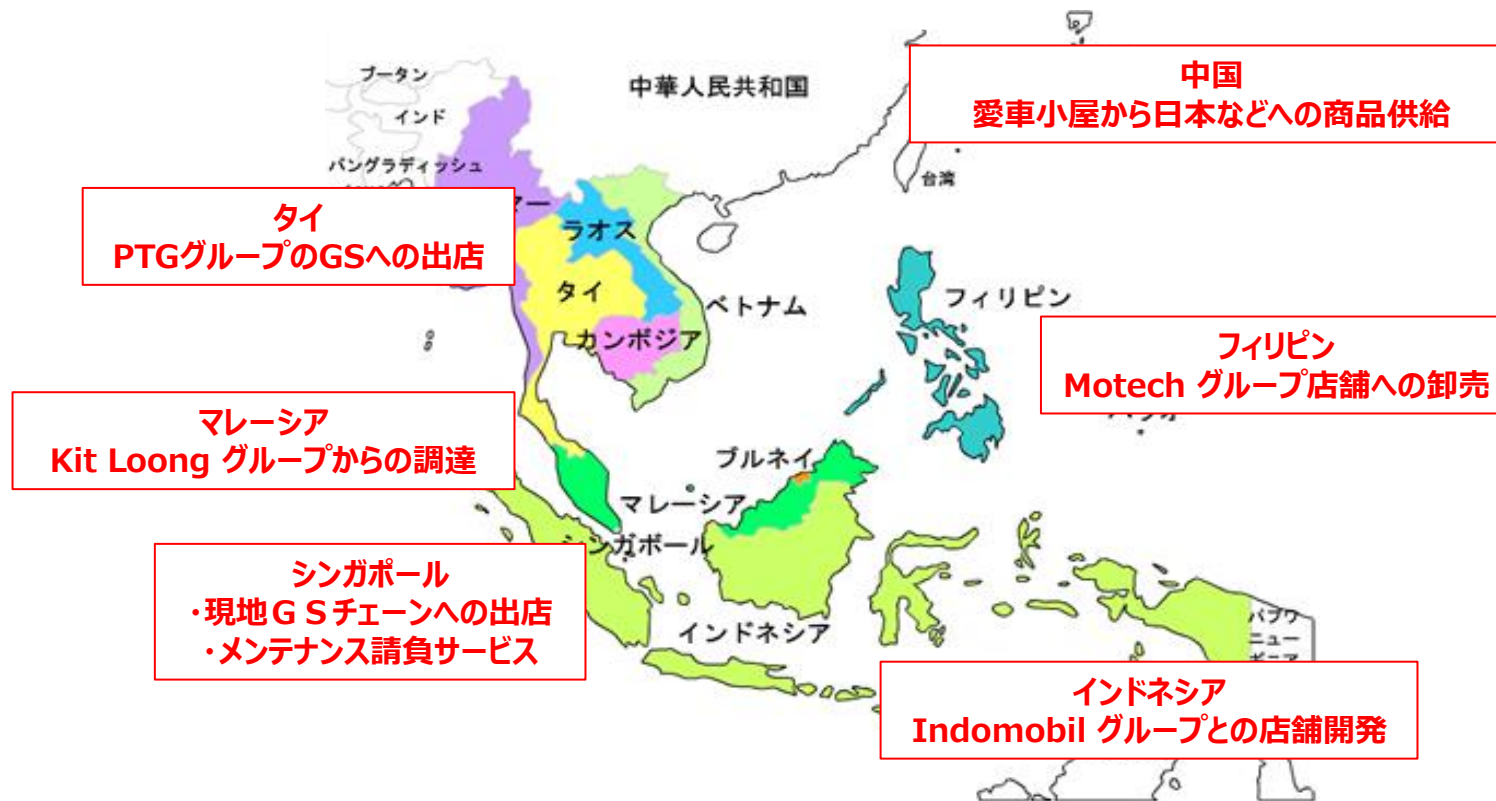 中国
愛車小屋から日本などへの商品供給
中華人民共和国
ブータン
インド
バングラディッシュ
台湾
タイ
PTGグループのGSへの出店
マー
ラオス
タイ
ベトナム
カンボジア
フィリピン
フィリピン
Motech グループ店舗への卸売
マレーシア
Kit Loong グループからの調達
ブルネイ
マレーシア
シンガポール
シンガポール
・現地GSチェーンへの出店
・メンテナンス請負サービス
インドネシア
パプワ
ニュー
インドネシア
Indomobil グループとの店舗開発